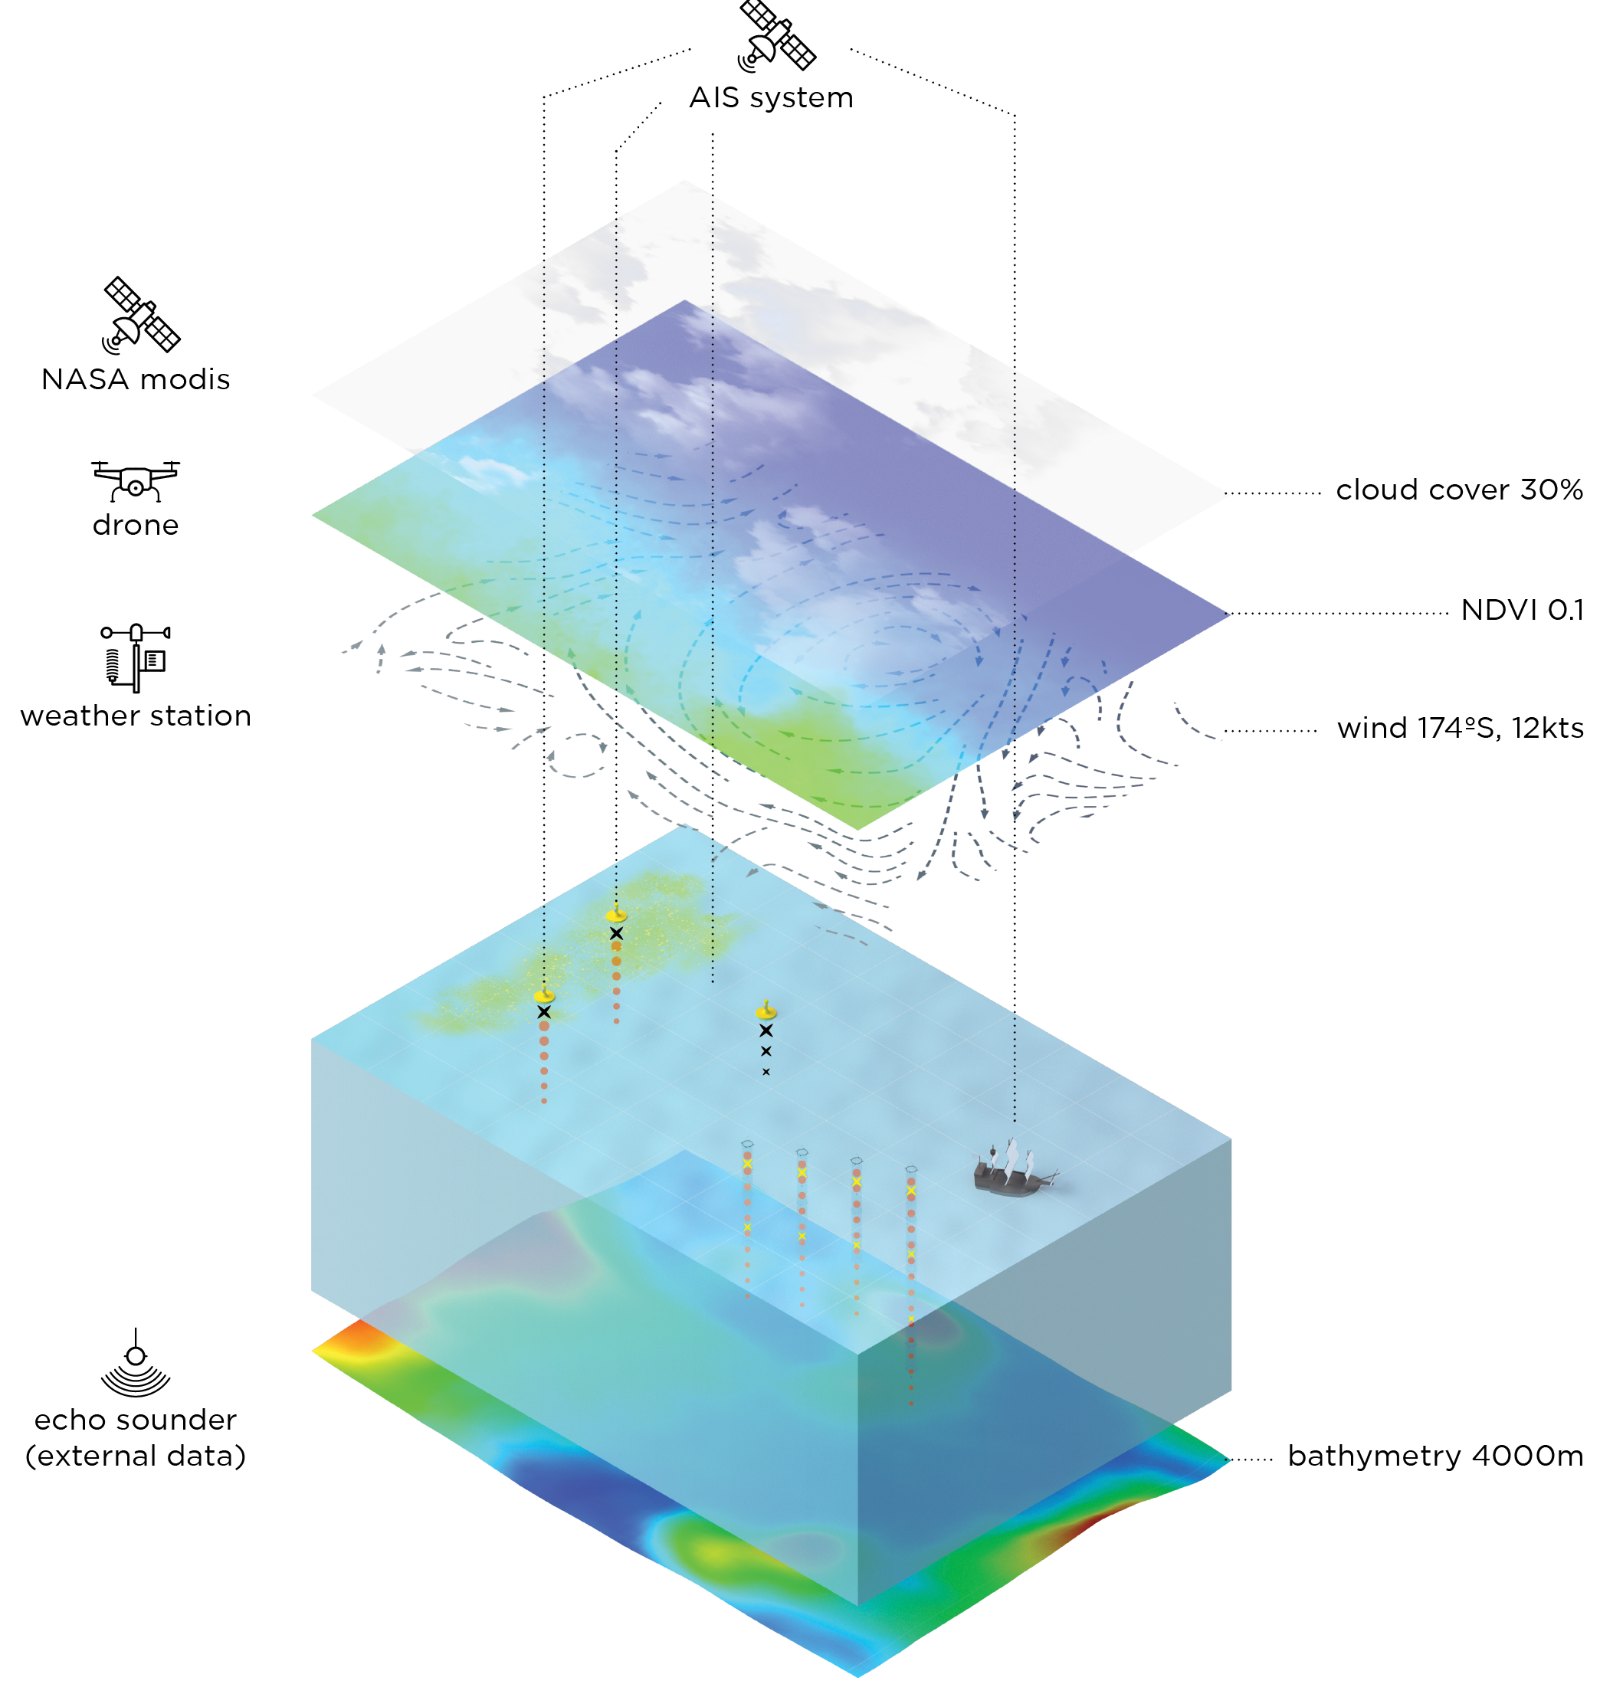 AIS system
NASA modis
drone
weather station
cloud cover 30%
NDVI 0.1
wind 174ºS, 12kts
echo sounder
(external data)
bathymetry 4000m